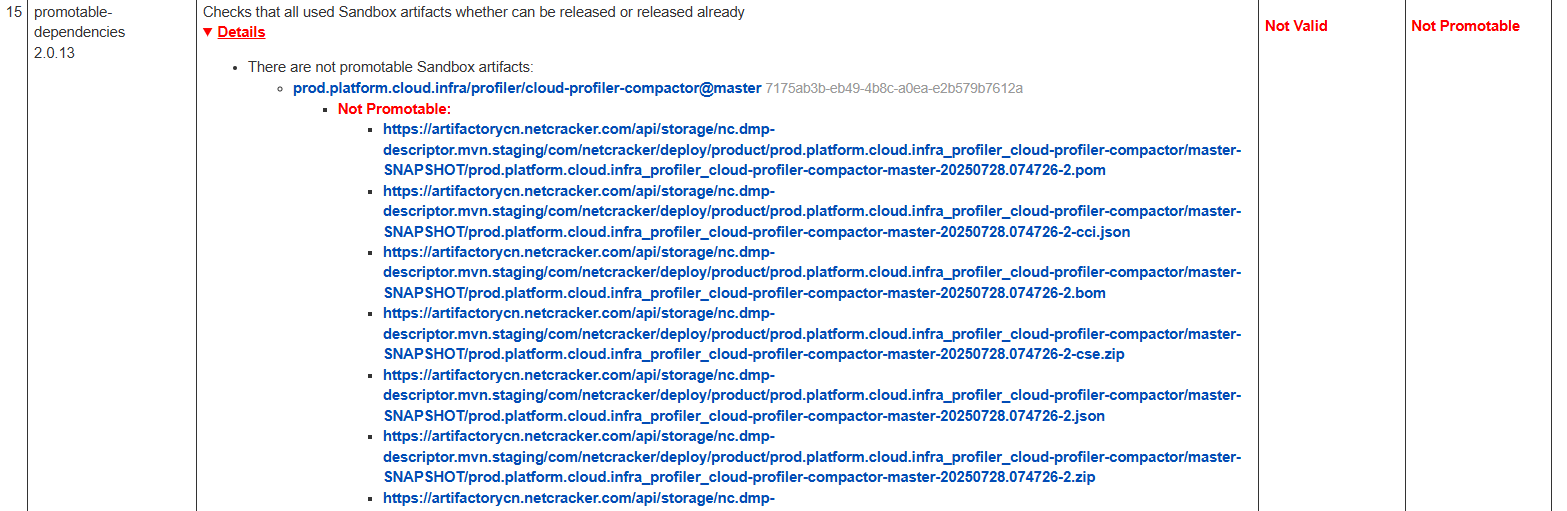 15 promotable- Checks that all used Sandbox artifacts whether can be released or released already
dependencies Details Not Valid Not Promotable
2.0.13
There are not promotable Sandbox artifacts:
prod.platform.cloud.infra/profiler/cloud-profiler-compactor@master 7175ab3b-eb49-4b8c-a0ea-e2b579b7612a
Not Promotable:
https://artifactorycn.netcracker.com/api/storage/nc.dmp-
descriptor.mvn.staging/com/netcracker/deploy/product/prod.platform.cloud.infra_profiler_cloud-profiler-compactor/master-
SNAPSHOT/prod.platform.cloud.infra_profiler_cloud-profiler-compactor-master-20250728.074726-2.pom
https://artifactorycn.netcracker.com/api/storage/nc.dmp-
descriptor.mvn.staging/com/netcracker/deploy/product/prod.platform.cloud.infra_profiler_cloud-profiler-compactor/master-
SNAPSHOT/prod.platform.cloud.infra_profiler_cloud-profiler-compactor-master-20250728.074726-2-cci.json
https://artifactorycn.netcracker.com/api/storage/nc.dmp-
descriptor.mvn.staging/com/netcracker/deploy/product/prod.platform.cloud.infra_profiler_cloud-profiler-compactor/master-
SNAPSHOT/prod.platform.cloud.infra_profiler_cloud-profiler-compactor-master-20250728.074726-2.bom
https://artifactorycn.netcracker.com/api/storage/nc.dmp-
descriptor.mvn.staging/com/netcracker/deploy/product/prod.platform.cloud.infra_profiler_cloud-profiler-compactor/master-
SNAPSHOT/prod.platform.cloud.infra_profiler_cloud-profiler-compactor-master-20250728.074726-2-cse.zip
https://artifactorycn.netcracker.com/api/storage/nc.dmp-
descriptor.mvn.staging/com/netcracker/deploy/product/prod.platform.cloud.infra_profiler_cloud-profiler-compactor/master-
SNAPSHOT/prod.platform.cloud.infra_profiler_cloud-profiler-compactor-master-20250728.074726-2.json
https://artifactorycn.netcracker.com/api/storage/nc.dmp-
descriptor.mvn.staging/com/netcracker/deploy/product/prod.platform.cloud.infra_profiler_cloud-profiler-compactor/master-
SNAPSHOT/prod.platform.cloud.infra_profiler_cloud-profiler-compactor-master-20250728.074726-2.zip
https://artifactorycn.netcracker.com/api/storage/nc.dmp-